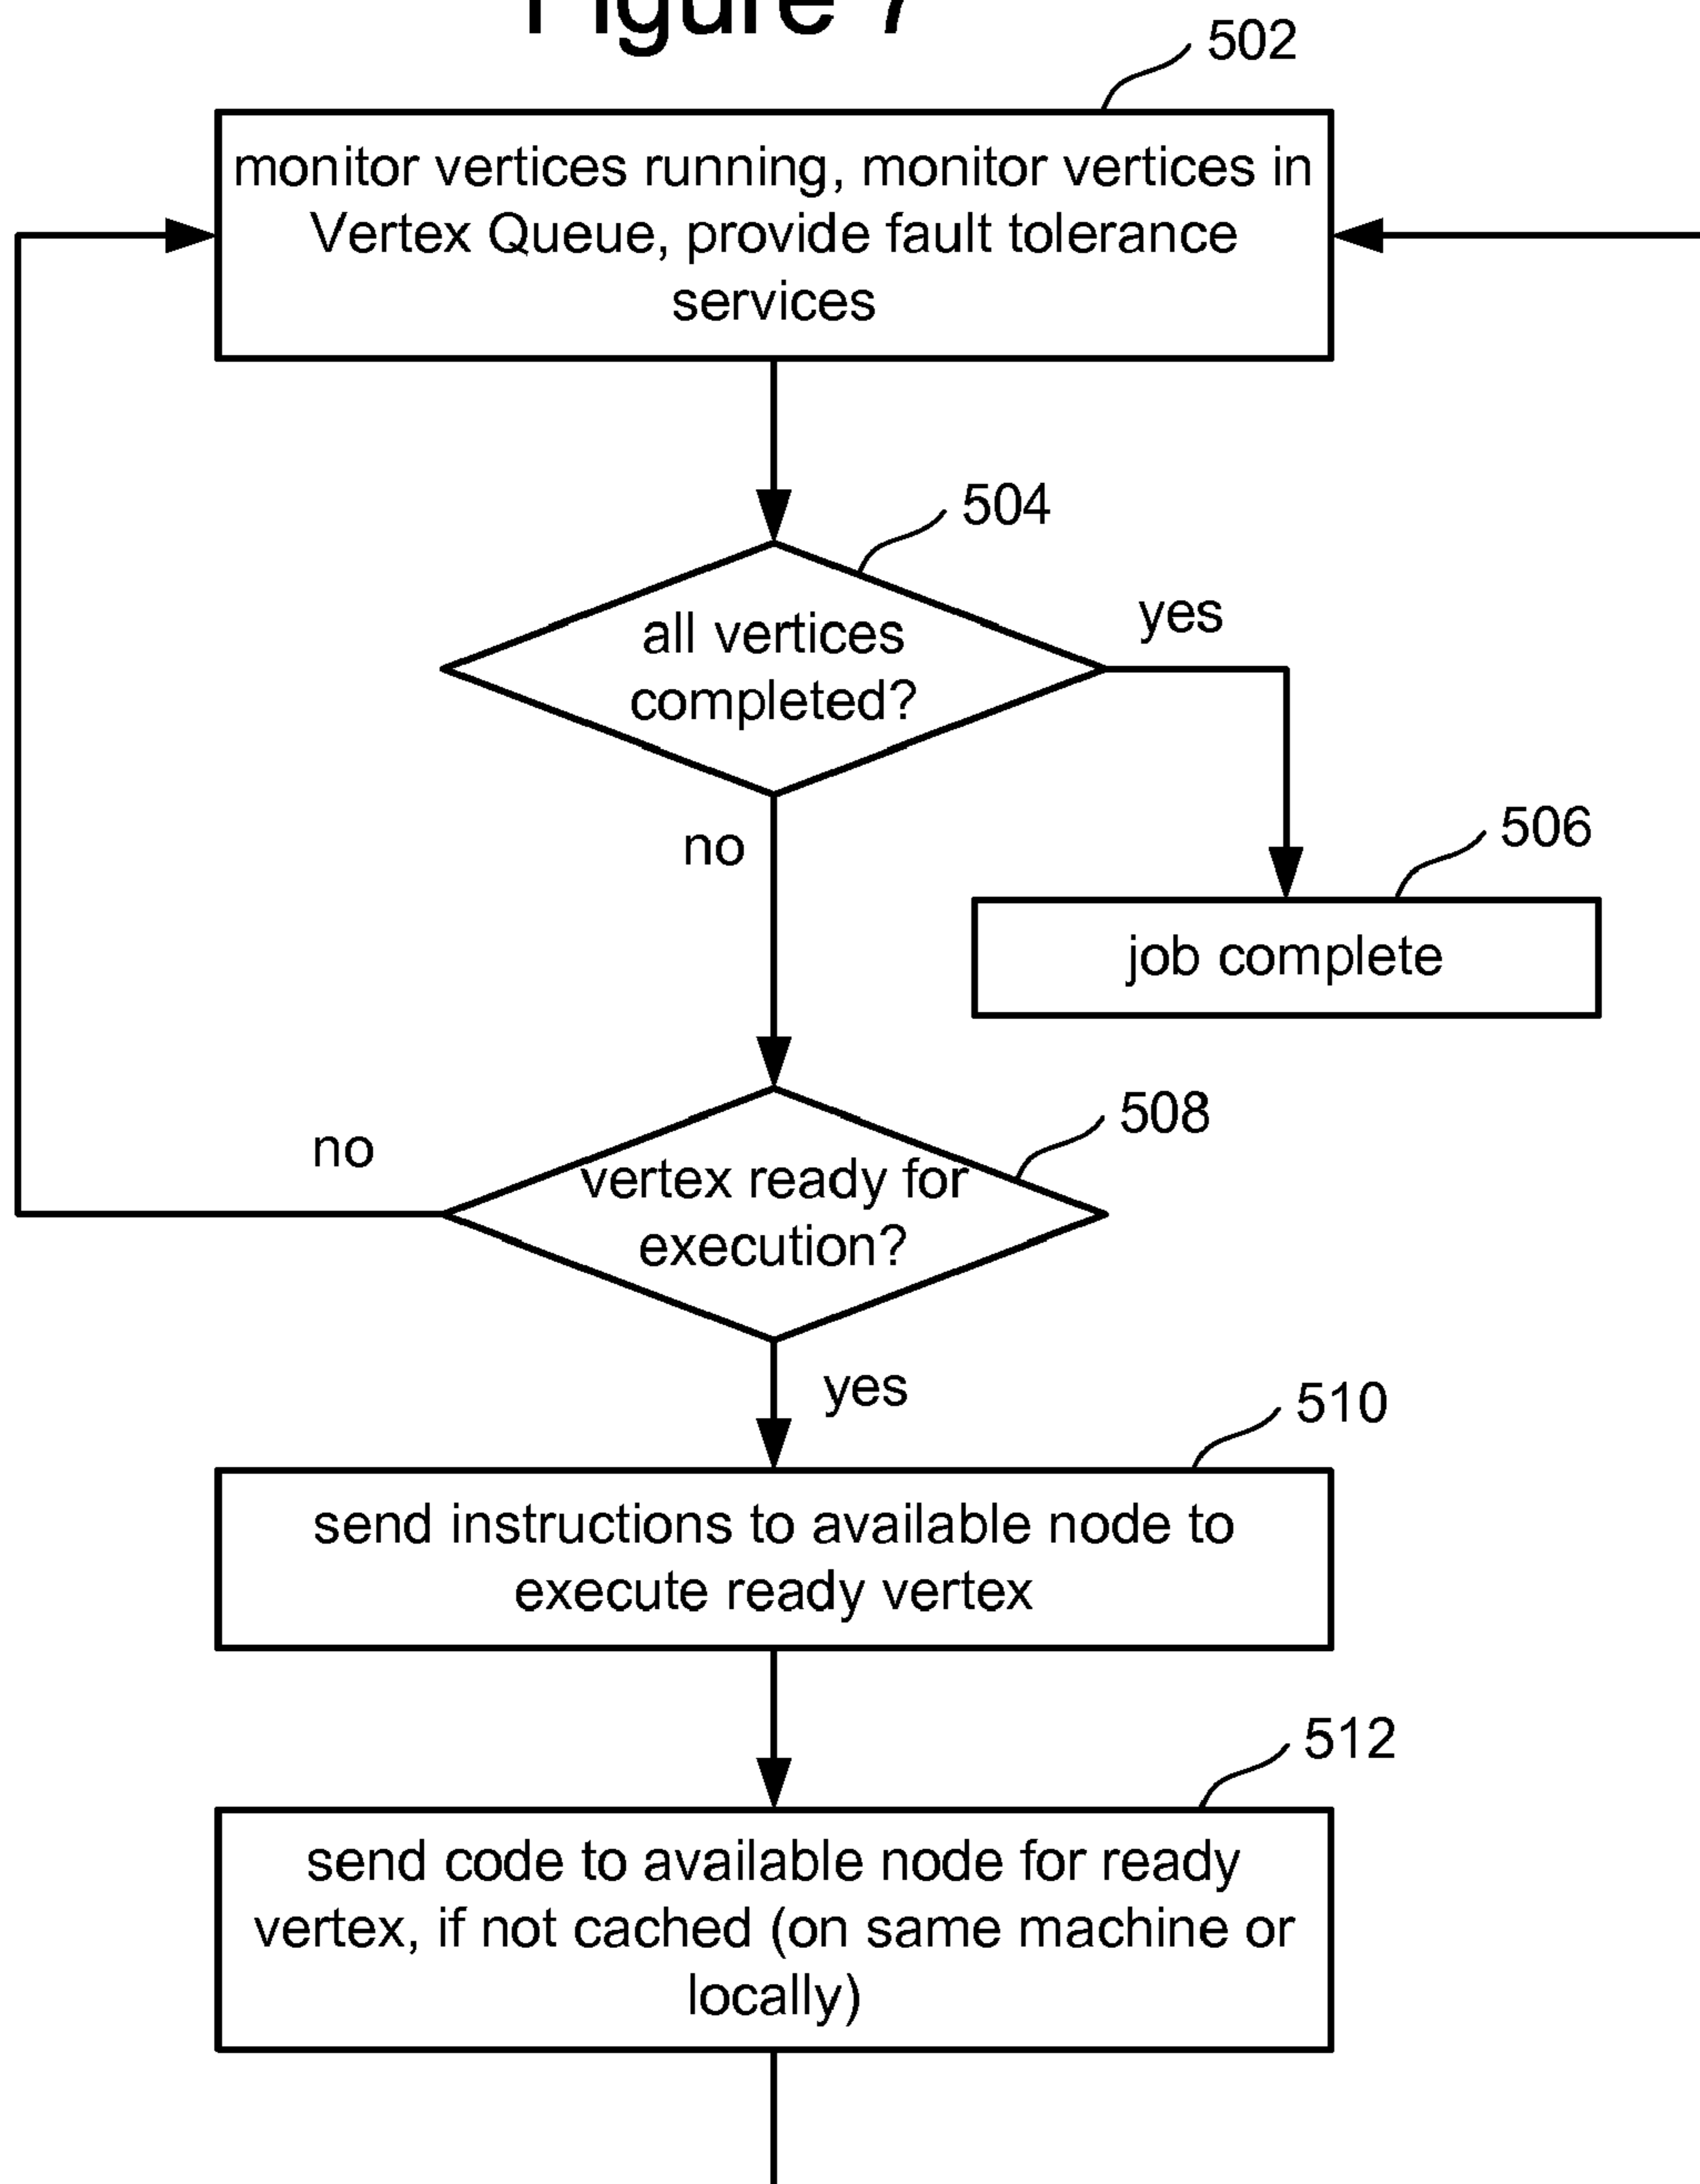 Figure 7
502
monitor vertices running, monitor vertices in
Vertex Queue, provide fault tolerance
services
504
all vertices
completed?
yes
no
506
job complete
508
vertex ready for
execution?
no
yes
510
send instructions to available node to
execute ready vertex
512
send code to available node for ready
vertex, if not cached (on same machine or
locally)